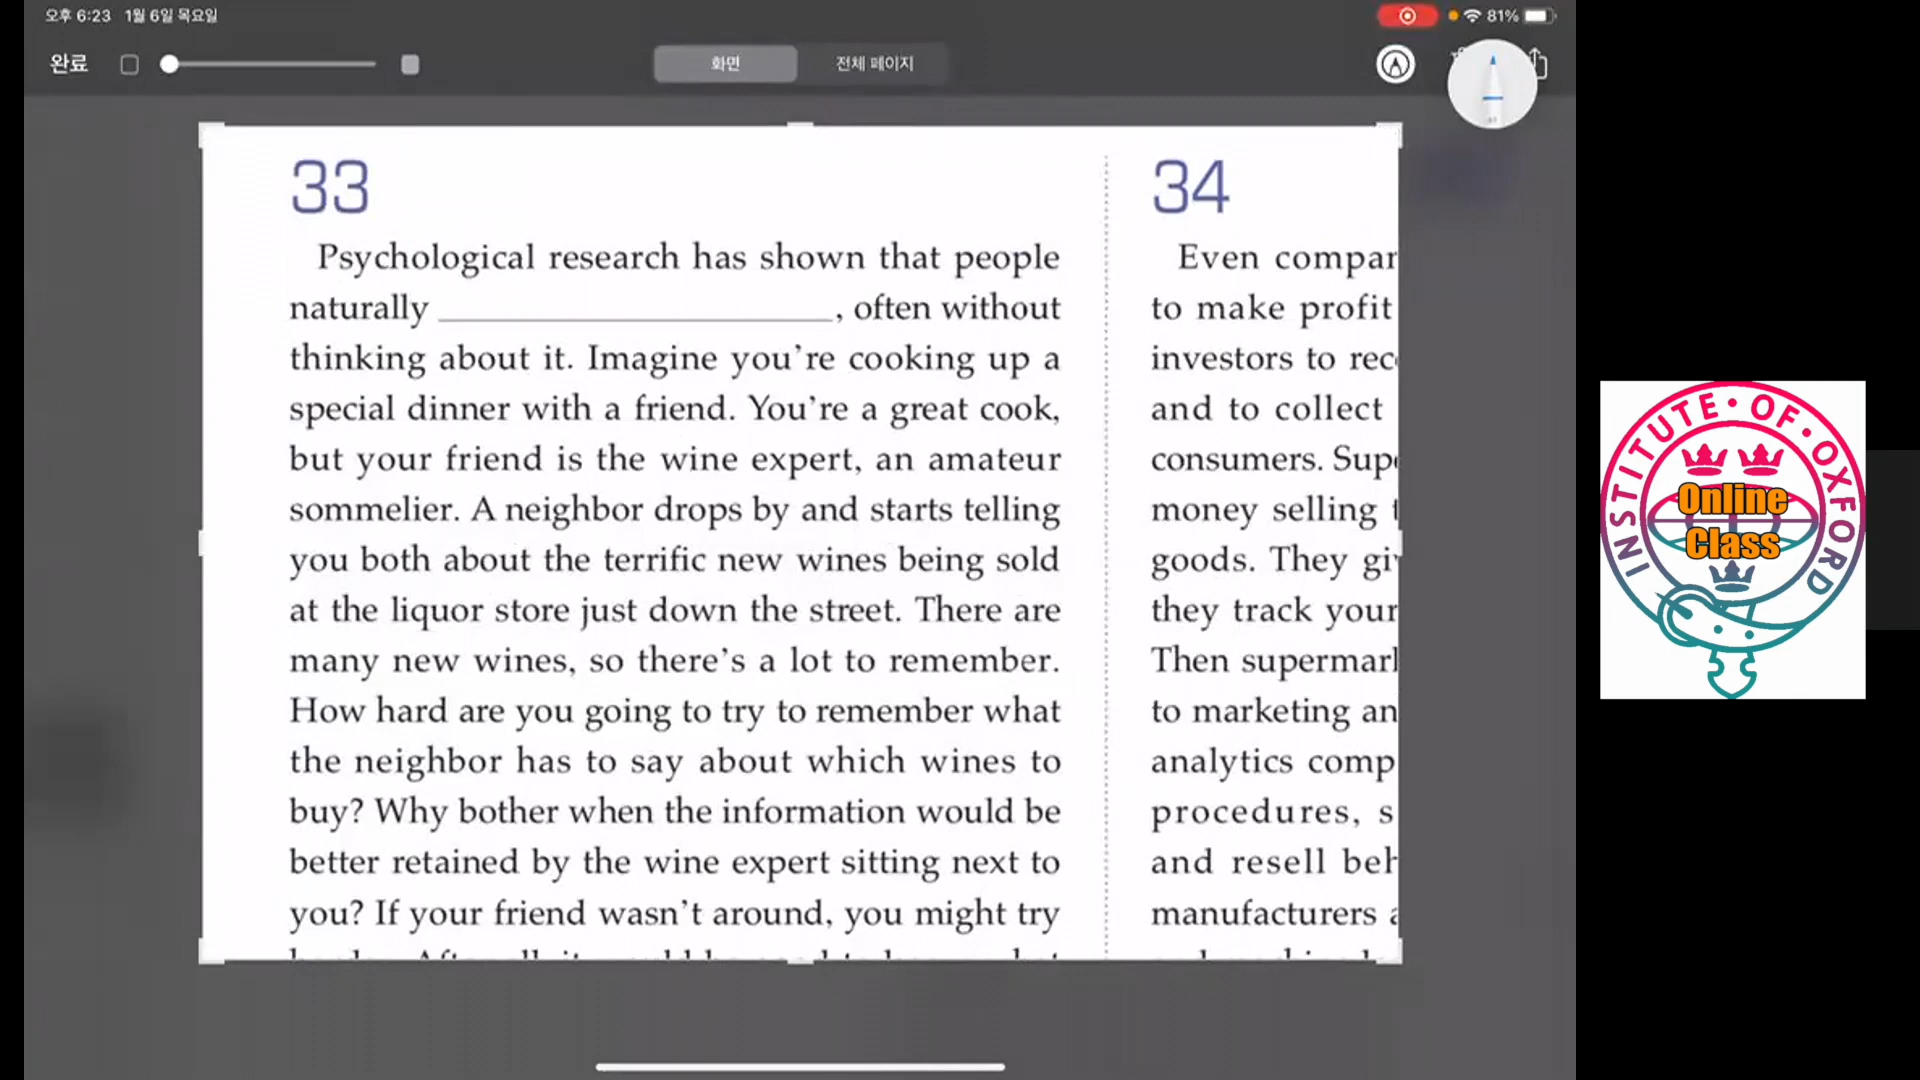 오후 6:23 1월 6일 목요일
81%
완료
화면
전체 페이지
33
Psychological research has shown that people
naturally ____________________, often without
thinking about it. Imagine you're cooking up a
special dinner with a friend. You're a great cook,
but your friend is the wine expert, an amateur
sommelier. A neighbor drops by and starts telling
you both about the terrific new wines being sold
at the liquor store just down the street. There are
many new wines, so there's a lot to remember.
How hard are you going to try to remember what
the neighbor has to say about which wines to
buy? Why bother when the information would be
better retained by the wine expert sitting next to
you? If your friend wasn't around, you might try
34
Even compar
to make profit
investors to rec
and to collect
consumers. Sup
money selling
goods. They gi
they track your
Then supermar
to marketing an
analytics comp
procedures, s
and resell beh
manufacturers
INSTITUTE • OF • OXFORD
Online
Class